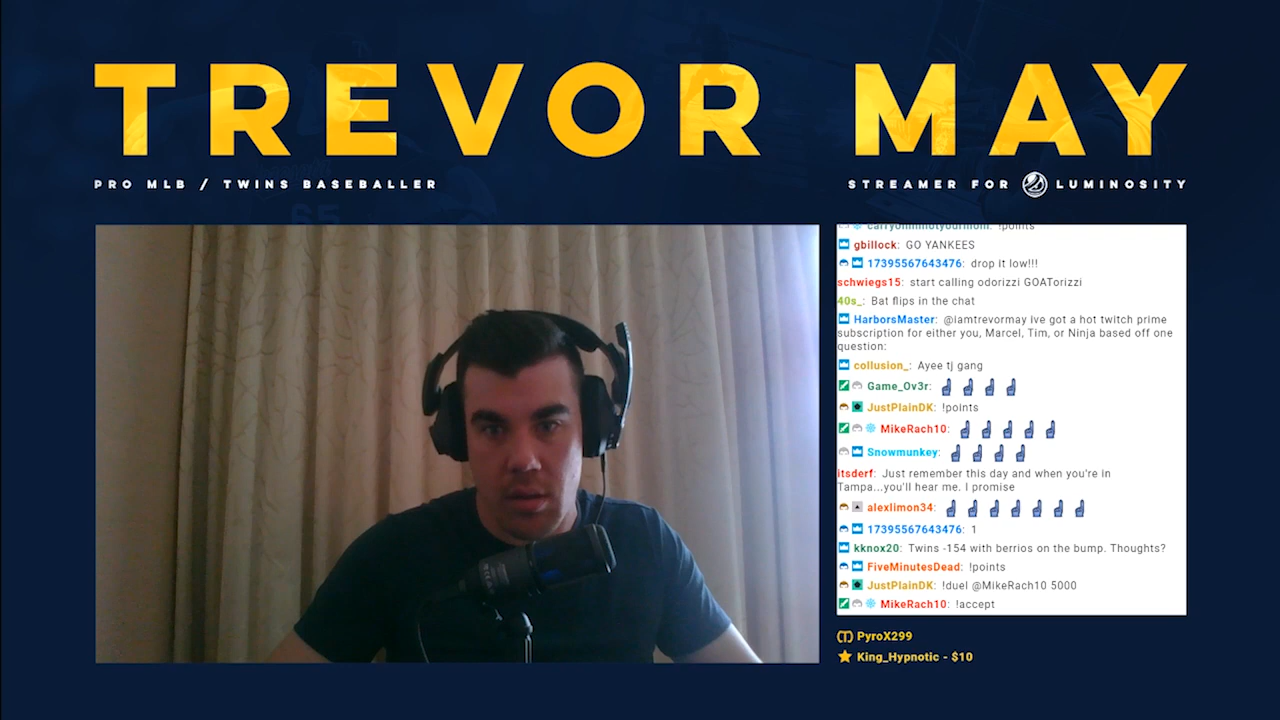 TREVOR MAY
PRO MLB / TWINS BASEBALLER
STREAMER FOR LUMINOSITY
65
!points
gbillock: GO YANKEES
17395567643476: drop it low!!!
schwiegs15: start calling odorizzi GOATorizzi
40s_: Bat flips in the chat
HarborsMaster: @iamtrevormay ive got a hot twitch prime
subscription for either you, Marcel, Tim, or Ninja based off one
question:
collusion_: Ayee tj gang
Game_Ov3r:
JustPlainDK: !points
MikeRach10:
Snowmunkey:
itsderf: Just remember this day and when you're in
Tampa...you'll hear me. I promise
alexlimon34:
17395567643476: 1
kknox20: Twins -154 with berrios on the bump. Thoughts?
FiveMinutesDead: !points
JustPlainDK: !duel @MikeRach10 5000
MikeRach10: !accept
PyroX299
King_Hypnotic - $10